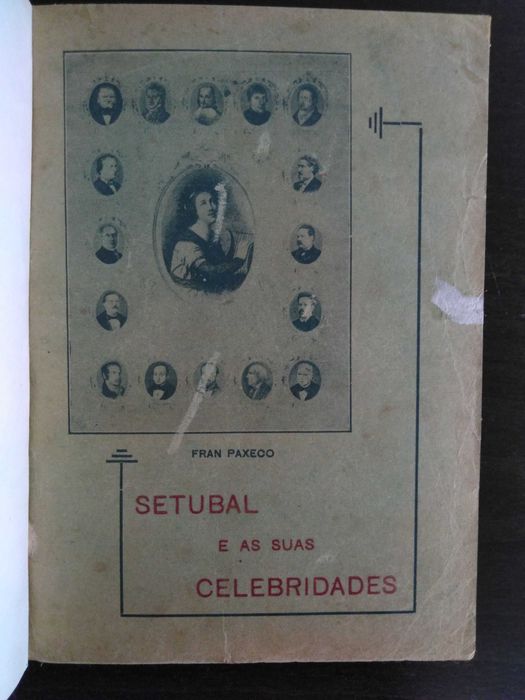 FRAN PAXECO
SETUBAL
E AS SUAS
CELEBRIDADES